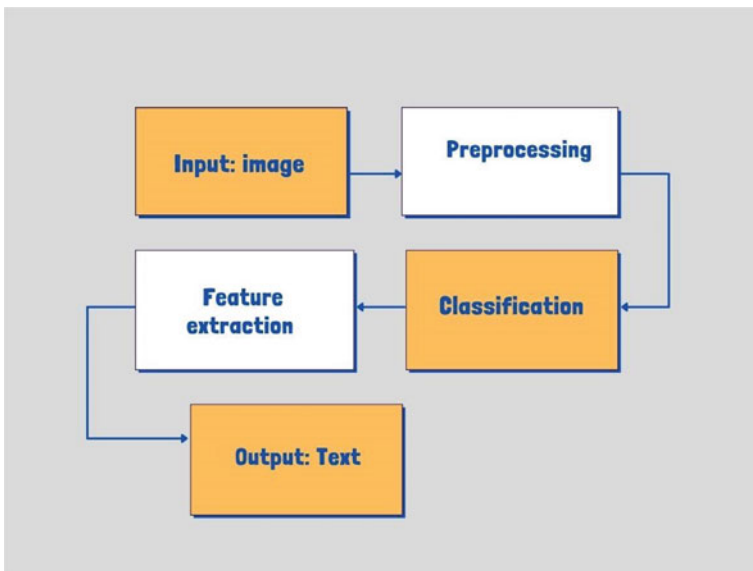 Input: image
Preprocessing
Classification
Feature
extraction
Output: Text